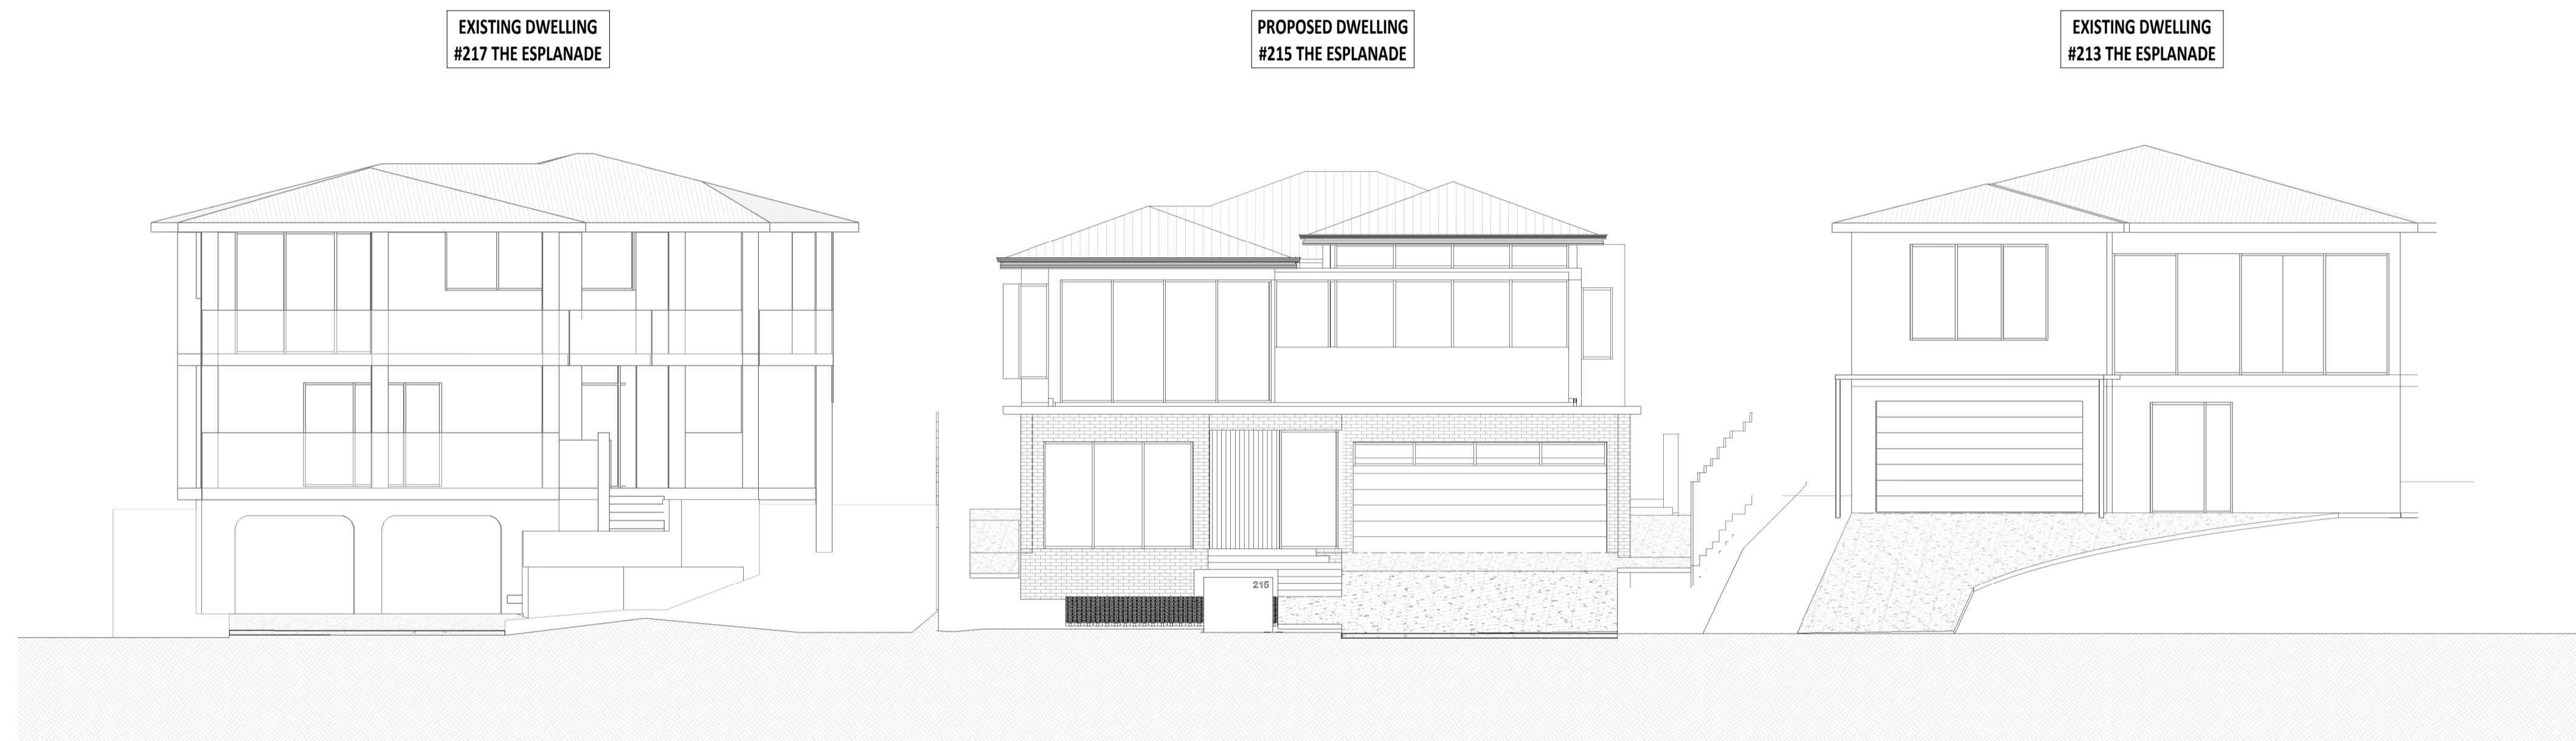 EXISTING DWELLING
#217 THE ESPLANADE
PROPOSED DWELLING
#215 THE ESPLANADE
EXISTING DWELLING
#213 THE ESPLANADE
215